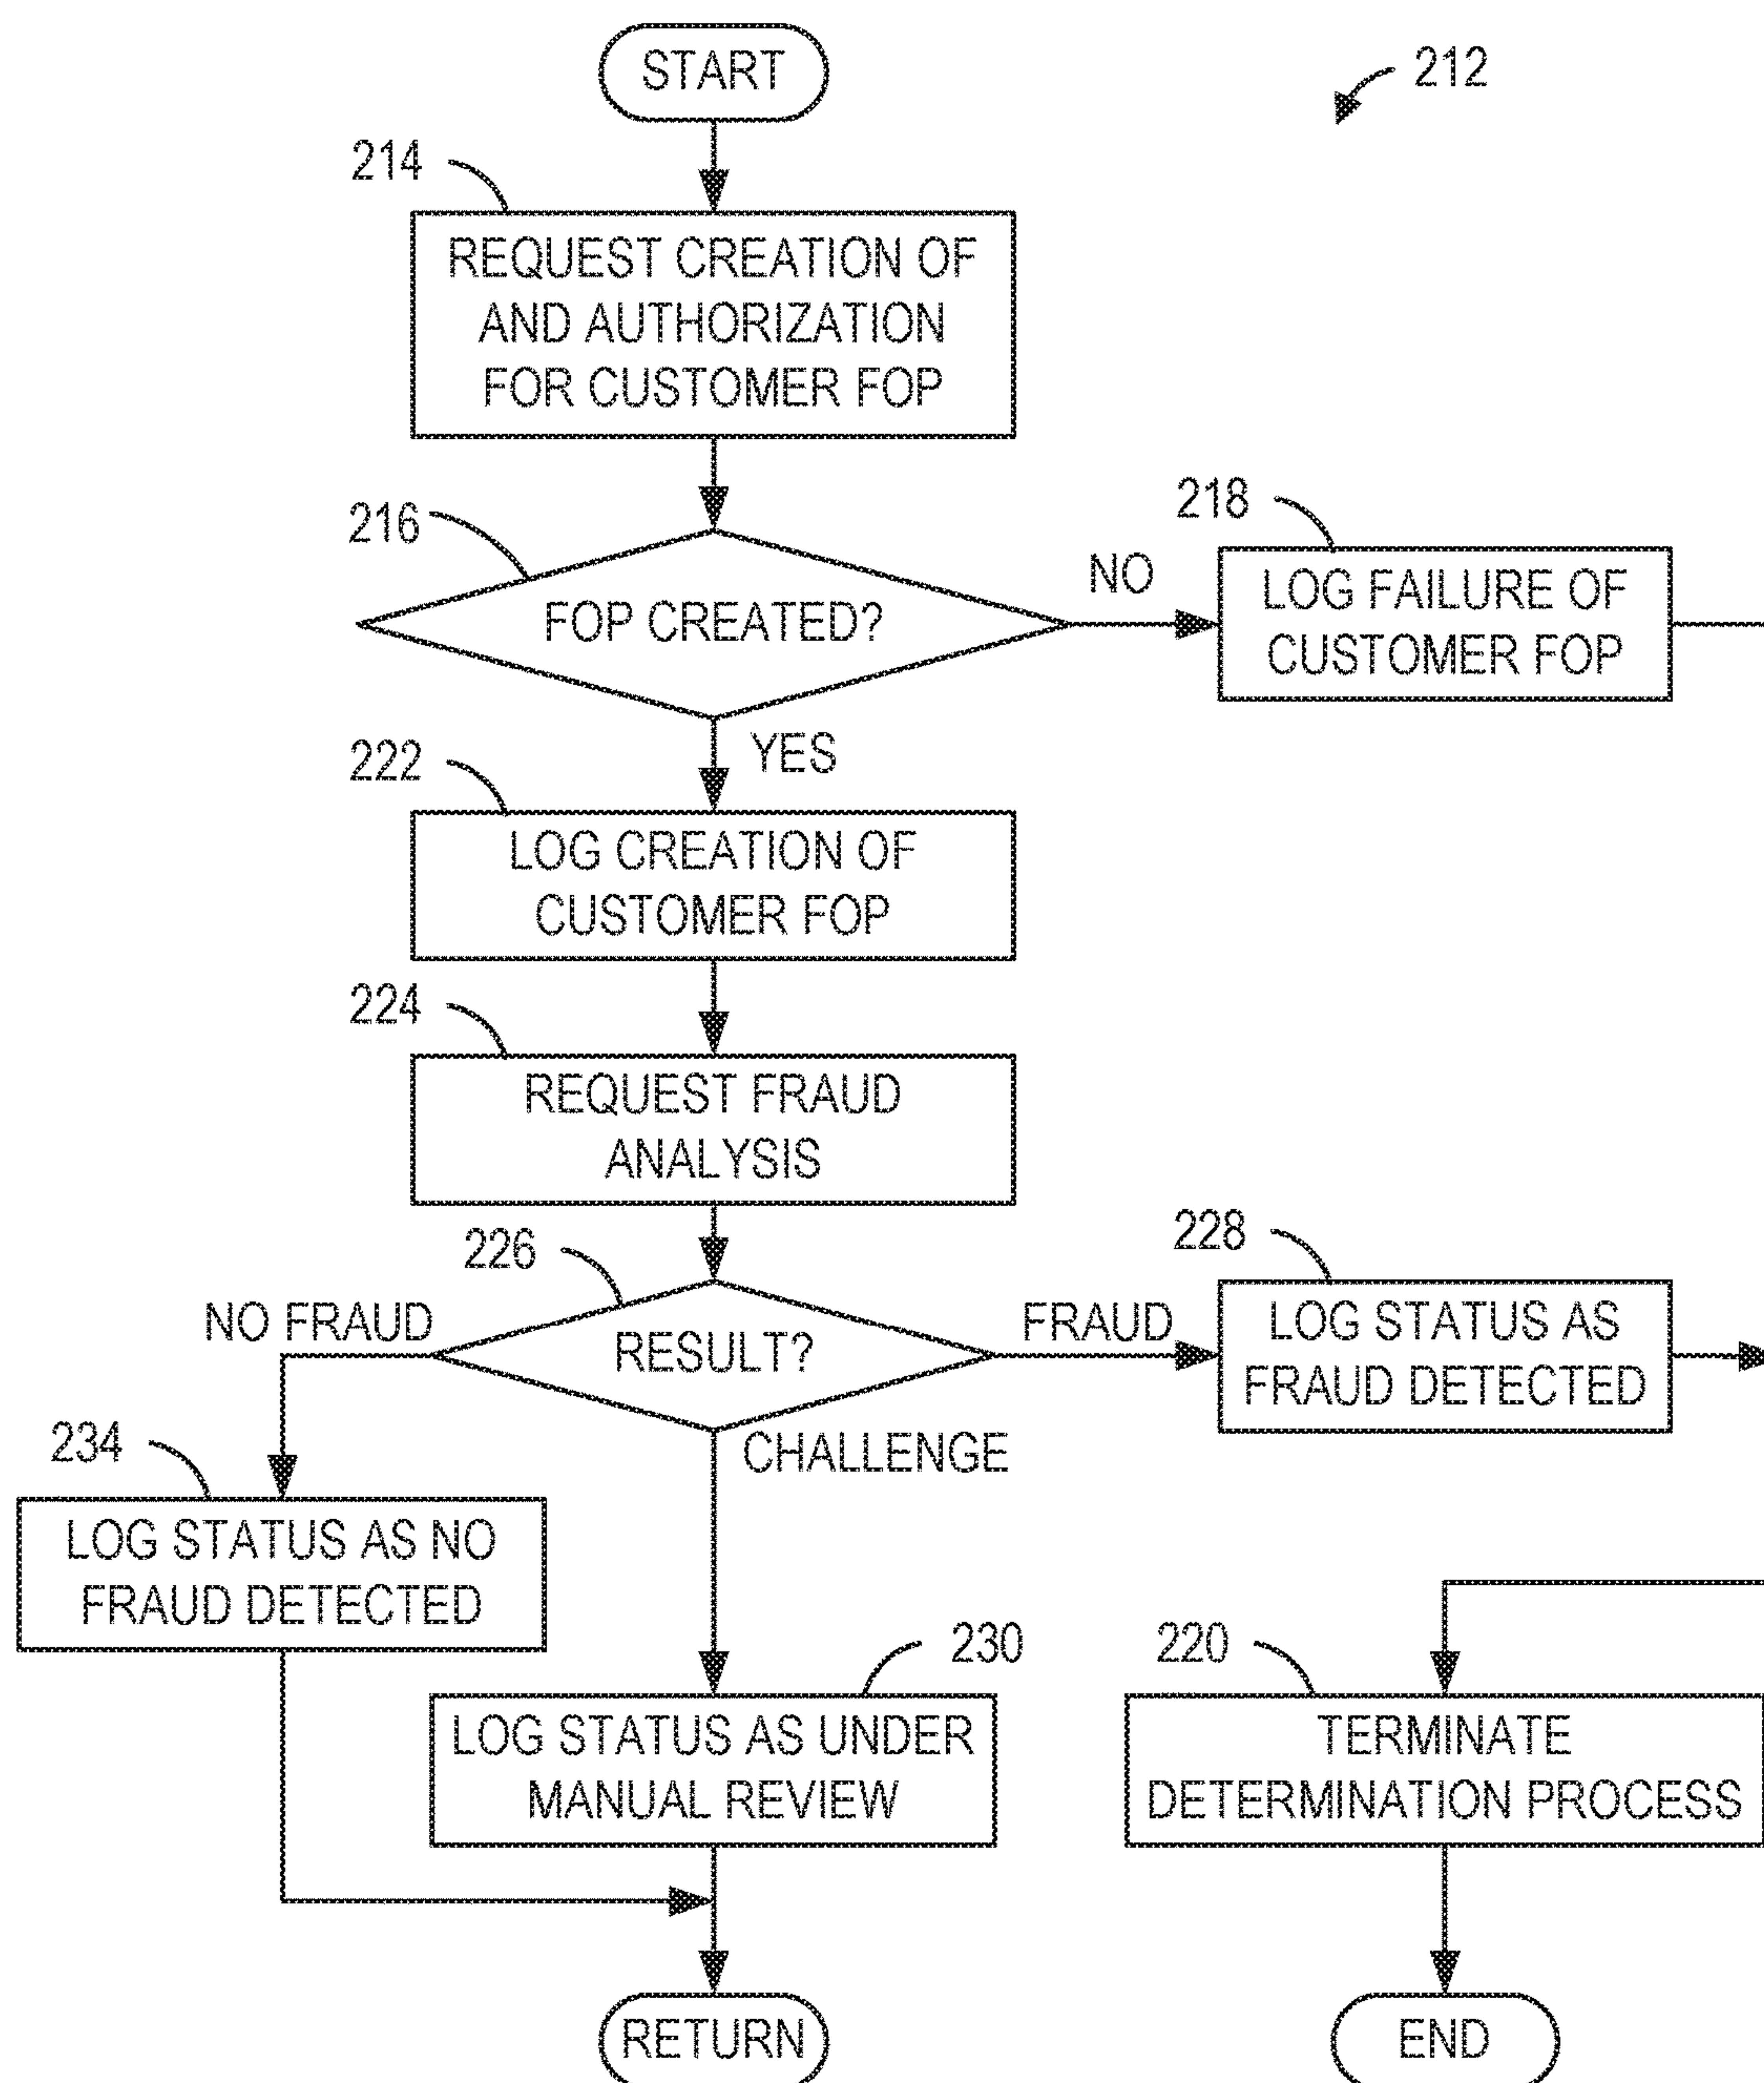 START
212
214
REQUEST CREATION OF
AND AUTHORIZATION
FOR CUSTOMER FOP
216
FOP CREATED?
NO
218
LOG FAILURE OF
CUSTOMER FOP
YES
222
LOG CREATION OF
CUSTOMER FOP
224
REQUEST FRAUD
ANALYSIS
226
RESULT?
NO FRAUD
FRAUD
228
LOG STATUS AS
FRAUD DETECTED
CHALLENGE
234
LOG STATUS AS NO
FRAUD DETECTED
230
LOG STATUS AS UNDER
MANUAL REVIEW
220
TERMINATE
DETERMINATION PROCESS
RETURN
END